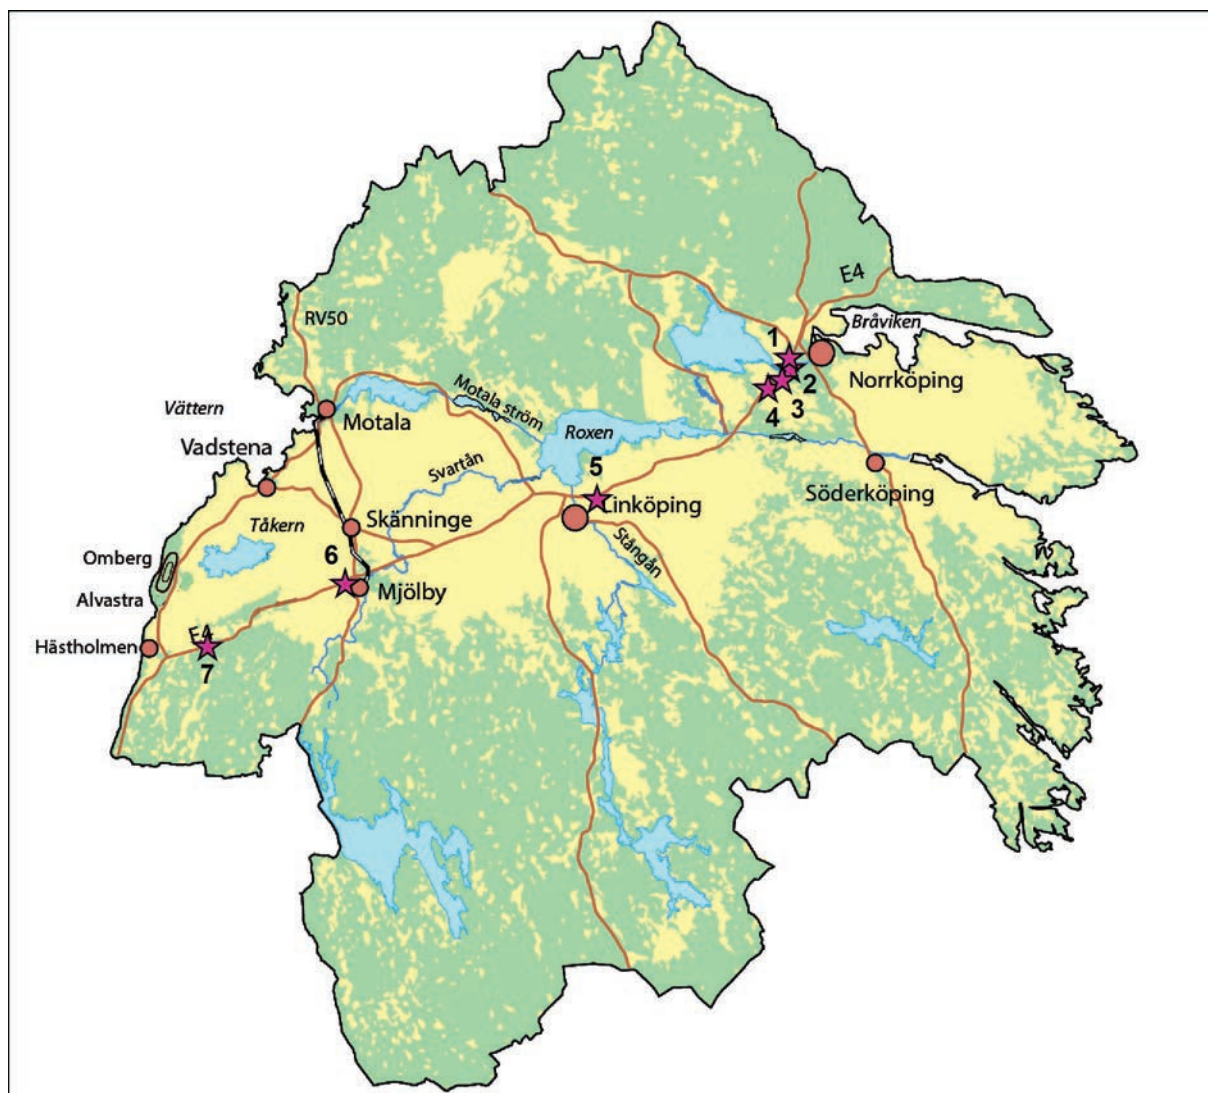 E4
RV50
Bråviken
1
Norrköping
2
3
4
Motala ström
Vättern
Motala
Roxen
Vadstena
Svartån
5
Söderköping
Linköping
Skänninge
Tåkern
Stångån
Omberg
6
Mjölby
Alvastra
E4
Hästholmen
7